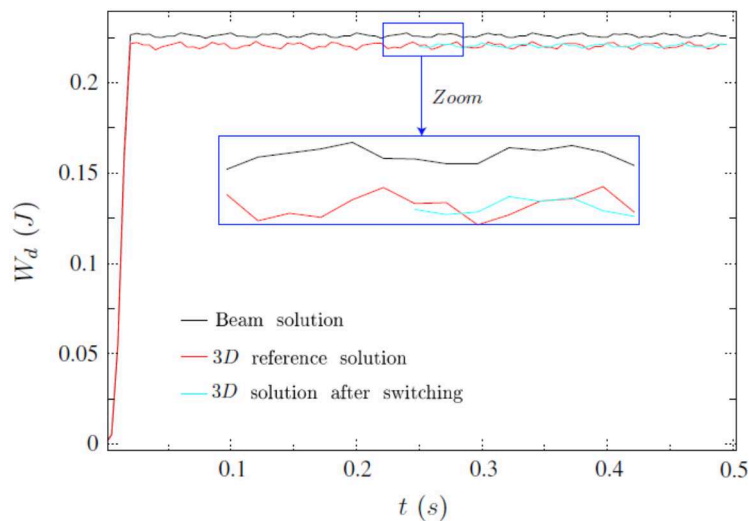 0.2
Zoom
0.15
W_d (J)
0.1
Beam solution
3D reference solution
0.05
3D solution after switching
0
0.1 0.2 0.3 0.4 0.5
t (s)